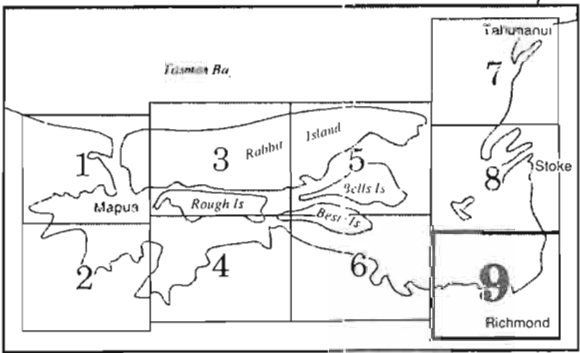 Tahunanui
7
Tasman Ba
1
3
Rabbit Island
5
Bells Is
Rough Is
Best Is
Mapua
8
Stoke
2
4
6
9
Richmond